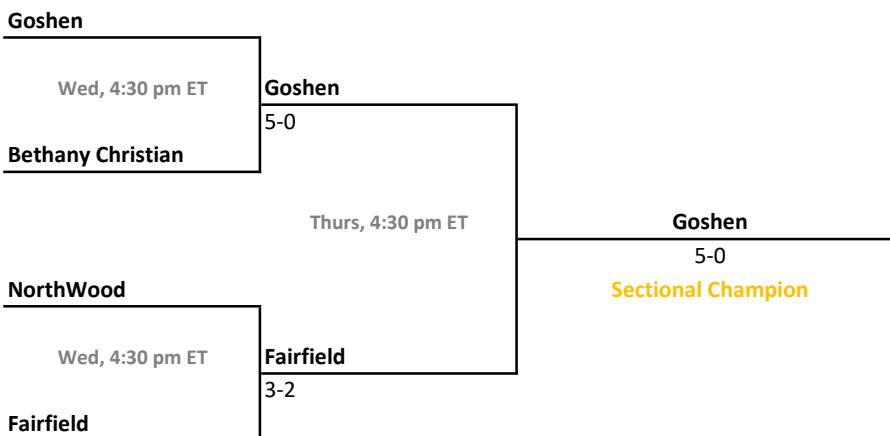 Goshen
Wed, 4:30 pm ET
Goshen
5-0
Bethany Christian
Thurs, 4:30 pm ET
Goshen
5-0
Sectional Champion
NorthWood
Wed, 4:30 pm ET
Fairfield
3-2
Fairfield